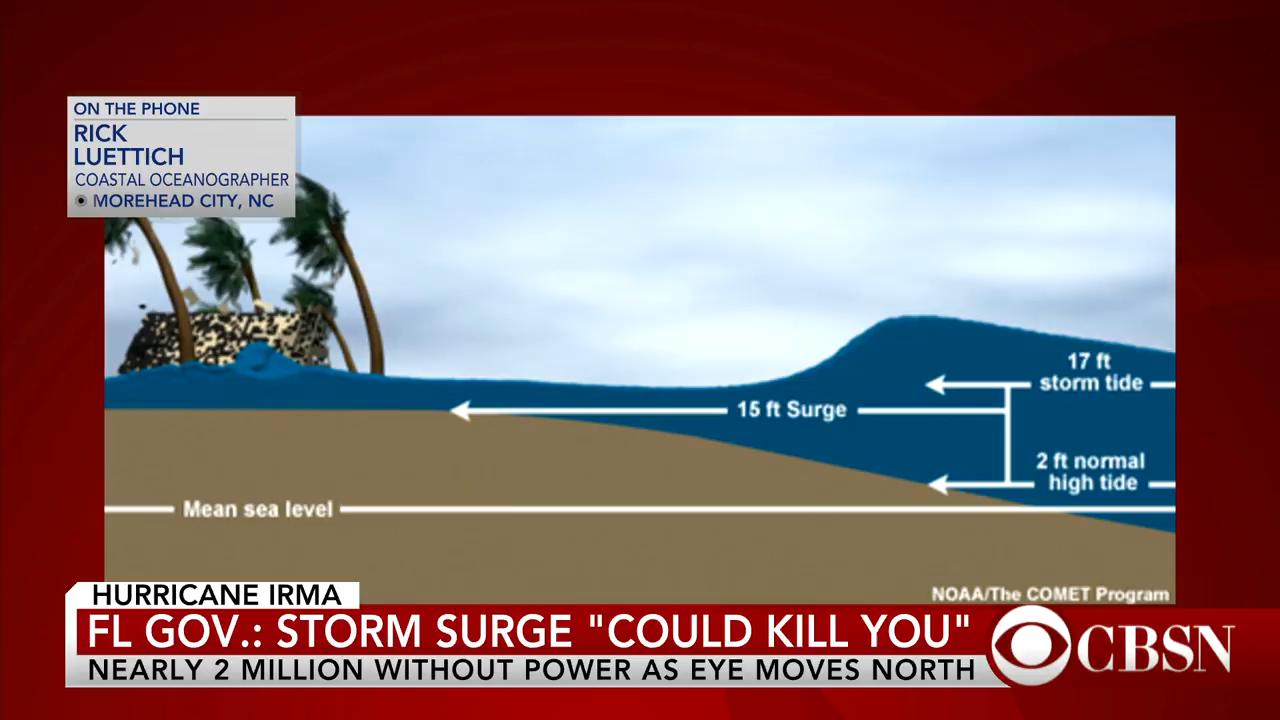 ON THE PHONE
RICK
LUETTICH
COASTAL OCEANOGRAPHER
MOREHEAD CITY, NC
17 ft
storm tide
15 ft Surge
2 ft normal
high tide
Mean sea level
NOAA/The COMET Program
HURRICANE IRMA
FL GOV.: STORM SURGE "COULD KILL YOU"
NEARLY 2 MILLION WITHOUT POWER AS EYE MOVES NORTH
CBSN